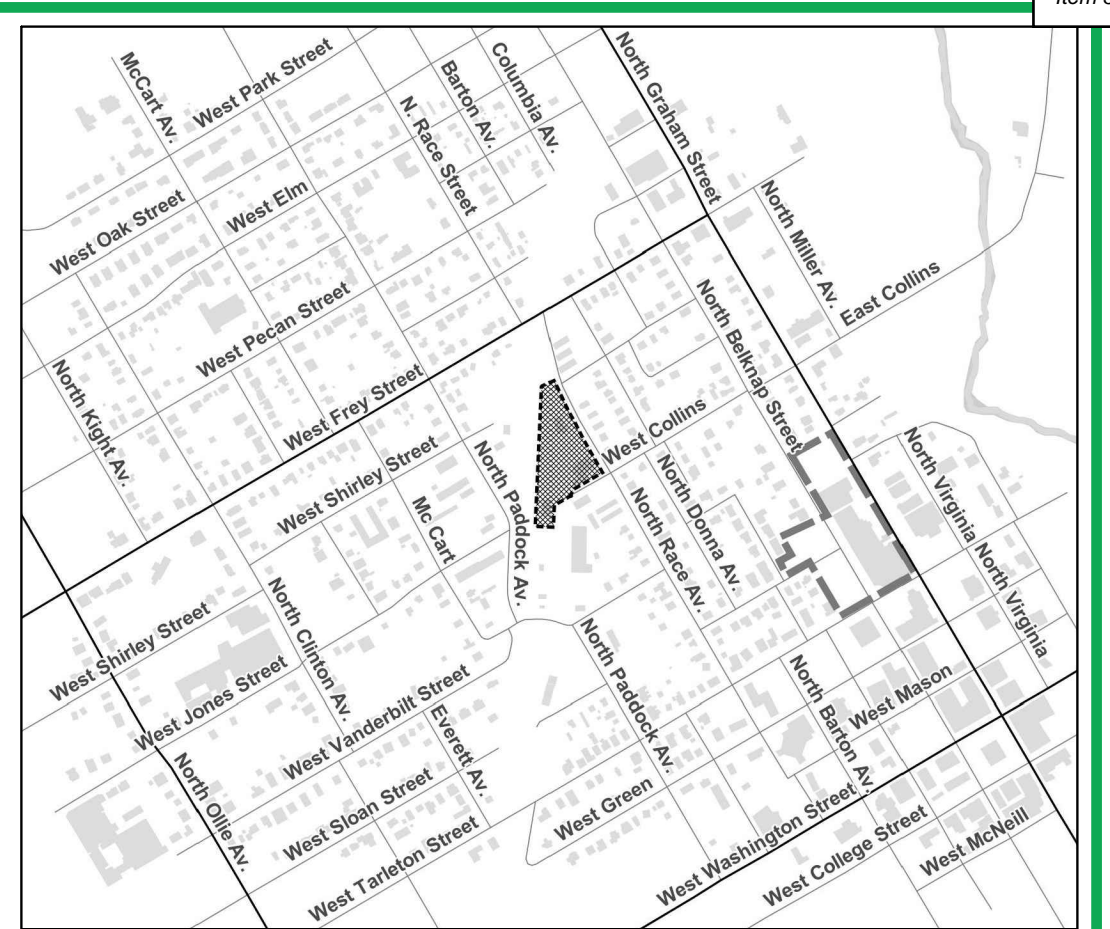 Item
McCart Av.
West Park Street
Barton Av.
Columbia Av.
North Graham Street
N. Race Street
West Elm
West Oak Street
North Miller Av.
East Collins
West Pecan Street
North Belknap Street
North Kight Av.
West Frey Street
West Collins
West Shirley Street
North Paddock Av.
Mc Cart
North Race Av.
North Donna Av.
North Virginia
North Virginia
West Shirley Street
North Clinton Av.
West Jones Street
North Paddock Av.
West Vanderbilt Street
Everett Av.
North Barton Av.
West Mason
North Ollie Av.
West Sloan Street
West Green
West Tarleton Street
West Washington Street
West College Street
West McNeill